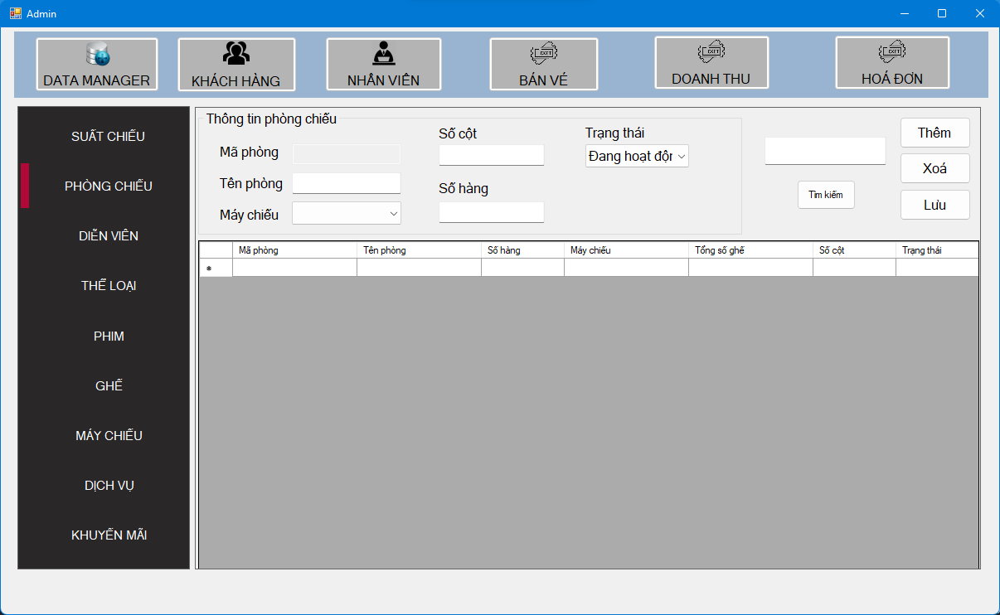 Admin
DATA MANAGER
KHÁCH HÀNG
NHÂN VIÊN
BÁN VÉ
DOANH THU
HOÁ ĐƠN
SUẤT CHIẾU
PHÒNG CHIẾU
DIỄN VIÊN
THỂ LOẠI
PHIM
GHẾ
MÁY CHIẾU
DỊCH VỤ
KHUYẾN MÃI
Thông tin phòng chiếu
Mã phòng
Tên phòng
Máy chiếu
Số cột
Số hàng
Trạng thái
Đang hoạt độn
Tìm kiếm
Thêm
Xoá
Lưu
Mã phòng Tên phòng Số hàng Máy chiếu Tổng số ghế Số cột Trạng thái